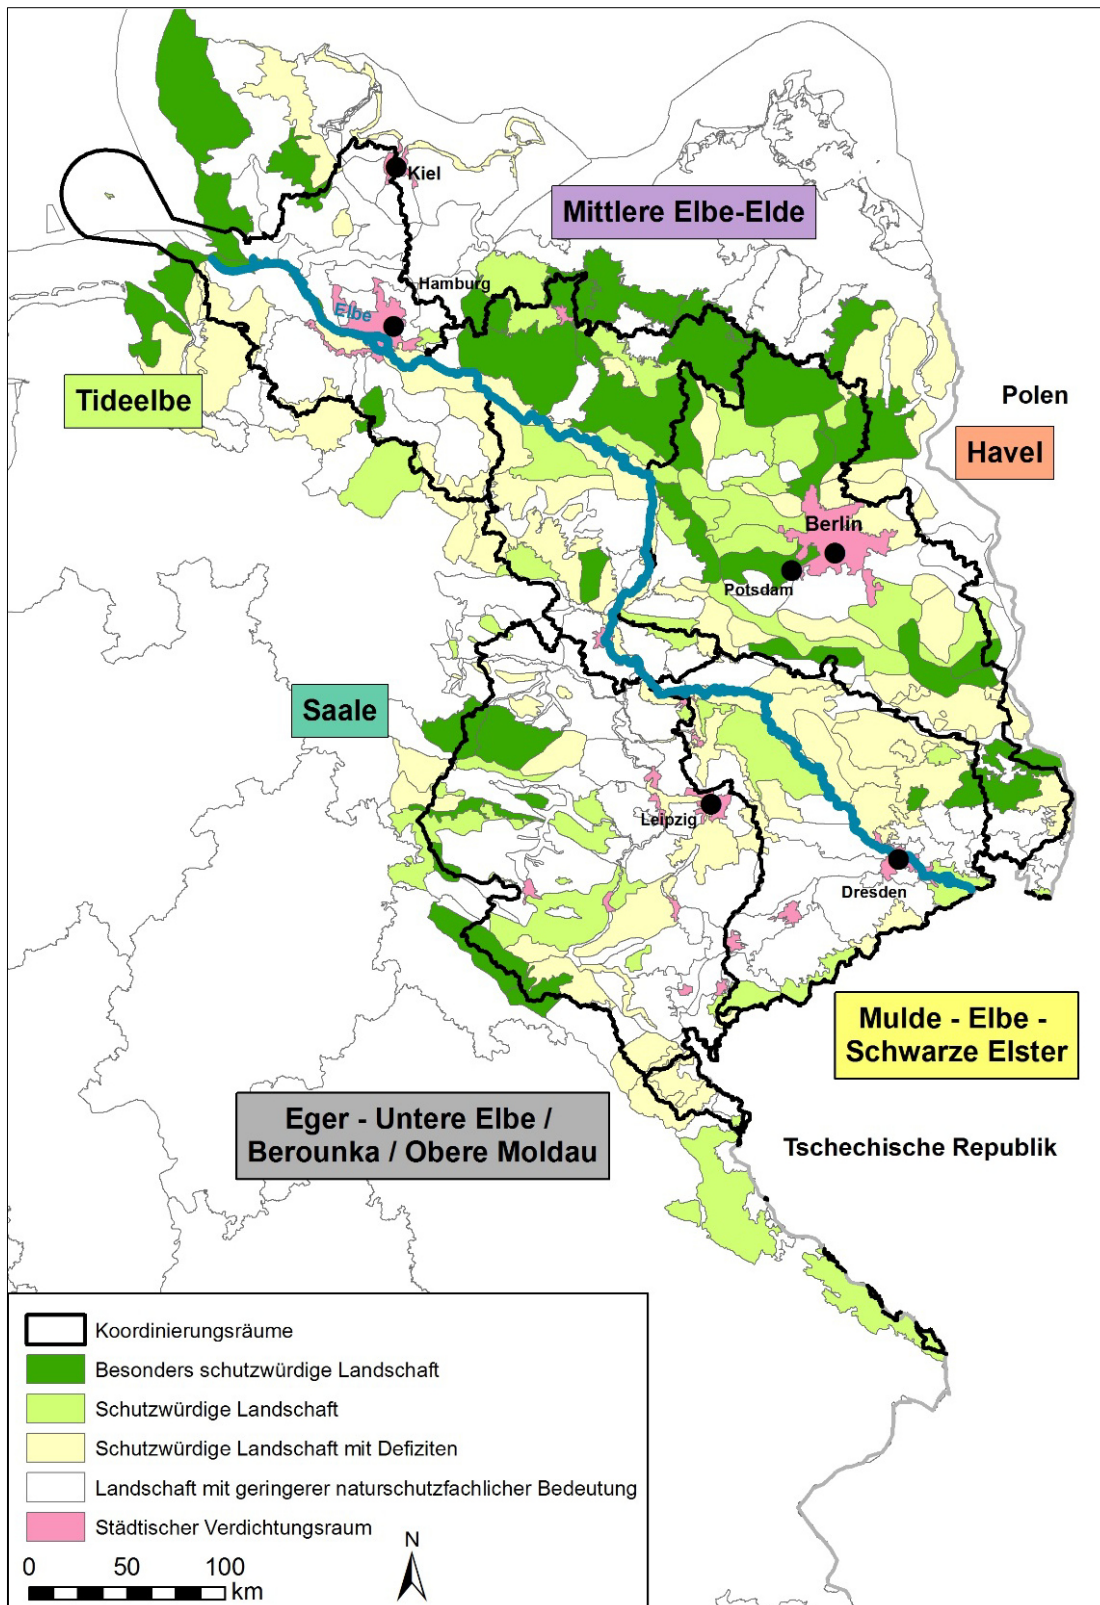 Kiel
Mittlere Elbe-Elde
Hamburg
Elbe
Tideelbe
Polen
Havel
Berlin
Potsdam
Saale
Leipzig
Dresden
Mulde - Elbe -
Schwarze Elster
Eger - Untere Elbe /
Berounka / Obere Moldau
Tschechische Republik
Koordinierungsräume
Besonders schutzwürdige Landschaft
Schutzwürdige Landschaft
Schutzwürdige Landschaft mit Defiziten
Landschaft mit geringerer naturschutzfachlicher Bedeutung
Städtischer Verdichtungsraum
N
0 50 100
km